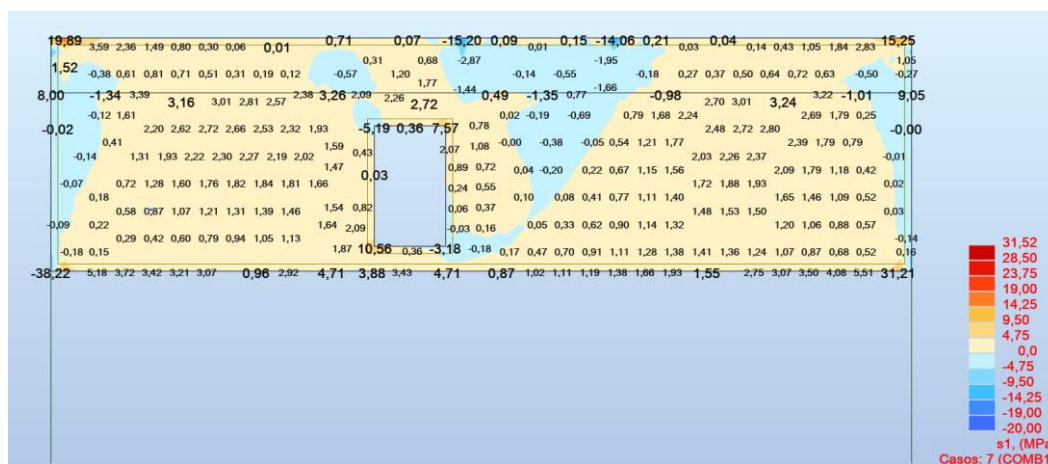 19,89 3,59 2,36 1,49 0,80 0,30 0,06 0,01 0,71 0,07 -15,20 0,09 0,01 0,15 -14,06 0,21 0,03 0,04 0,14 0,43 1,05 1,84 2,83 15,25
0,31 0,68 -2,87 -1,95 1,05
1,52 -0,38 0,61 0,81 0,71 0,51 0,31 0,19 0,12 -0,57 1,20 -0,14 -0,55 -0,18 0,27 0,37 0,50 0,64 0,72 0,63 -0,50 -0,27
1,77 -1,44 -1,66
8,00 -1,34 3,39 2,38 3,26 2,09 2,26 0,49 -1,35 0,77 -0,98 3,22 -1,01 9,05
3,16 3,01 2,81 2,57 2,72 2,70 3,01 3,24
-0,12 1,61 0,02 -0,19 -0,69 0,79 1,68 2,24 2,69 1,79 0,25
-0,02 2,20 2,62 2,72 2,66 2,53 2,32 1,93 -5,19 0,36 7,57 0,78 2,48 2,72 2,80 -0,00
0,41 -0,00 -0,38 -0,05 0,54 1,21 1,77 2,39 1,79 0,79
1,59 0,43 2,07 1,08
-0,14 1,31 1,93 2,22 2,30 2,27 2,19 2,02 2,03 2,26 2,37 -0,01
1,47 0,03 0,89 0,72 0,04 -0,20 0,22 0,67 1,15 1,56 2,09 1,79 1,18 0,42
-0,07 0,72 1,28 1,60 1,76 1,82 1,84 1,81 1,66 0,24 0,55 1,72 1,88 1,93 0,02
0,18 0,10 0,08 0,41 0,77 1,11 1,40 1,65 1,46 1,09 0,52
0,58 0,87 1,07 1,21 1,31 1,39 1,46 1,54 0,82 0,06 0,37 1,48 1,53 1,50 0,03
-0,09 0,22 1,64 2,09 -0,03 0,16 0,05 0,33 0,62 0,90 1,14 1,32 1,20 1,06 0,88 0,57
0,29 0,42 0,60 0,79 0,94 1,05 1,13 -0,14
-0,18 0,15 1,87 10,56 0,36 -3,18 -0,18 0,17 0,47 0,70 0,91 1,11 1,28 1,38 1,41 1,36 1,24 1,07 0,87 0,68 0,52 0,16
-38,22 5,18 3,72 3,42 3,21 3,07 0,96 2,92 4,71 3,88 3,43 4,71 0,87 1,02 1,11 1,19 1,38 1,66 1,93 1,55 2,75 3,07 3,50 4,08 5,51 31,21
31,52
28,50
23,75
19,00
14,25
9,50
4,75
0,0
-4,75
-9,50
-14,25
-19,00
-20,00
s1, (MPa
Casos: 7 (COMB1